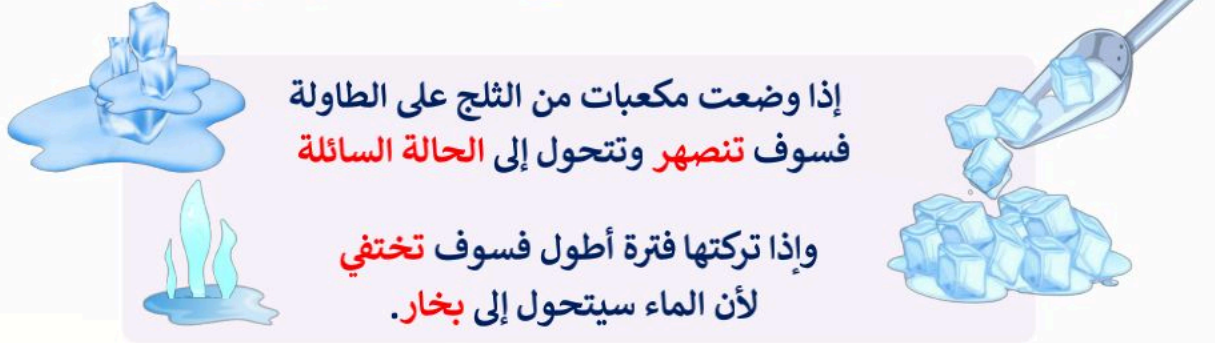 إذا وضعت مكعبات من الثلج على الطاولة
فسوف تنصهر وتتحول إلى الحالة السائلة
وإذا تركتها فترة أطول فسوف تختفي
لأن الماء سيتحول إلى بخار.